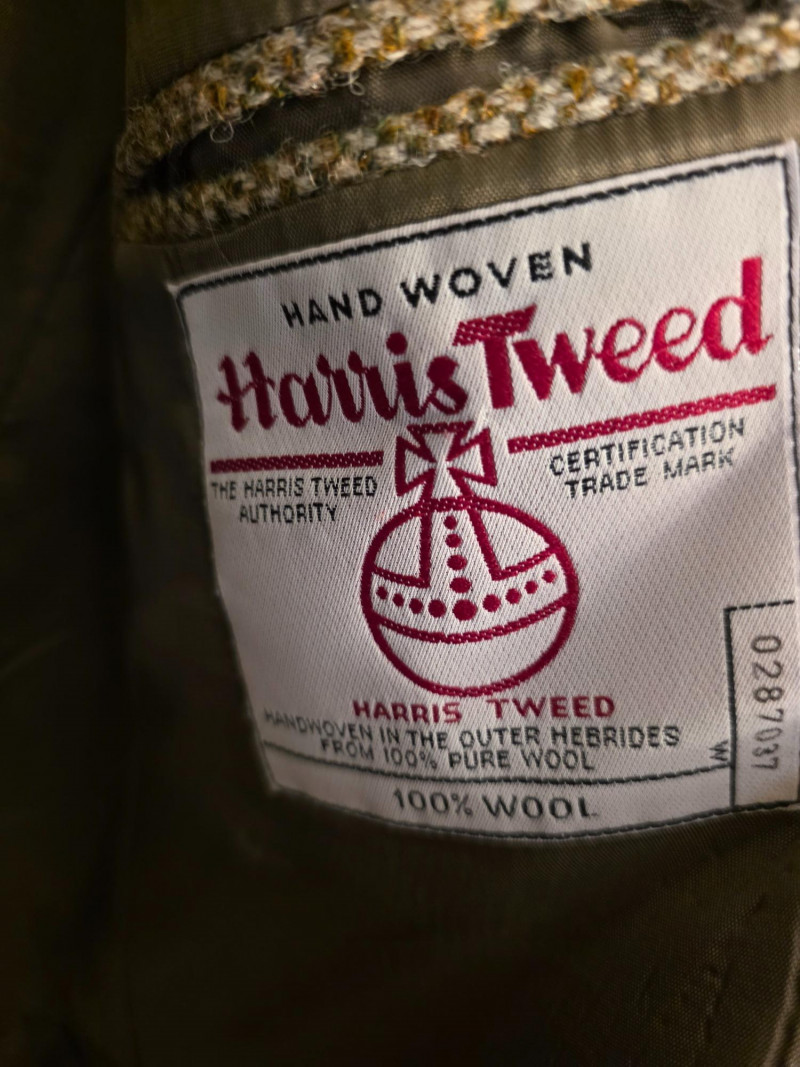 HAND WOVEN
Harris Tweed
THE HARRIS TWEED
AUTHORITY
CERTIFICATION
TRADE MARK
HARRIS TWEED
HANDWOVEN IN THE OUTER HEBRIDES
FROM 100% PURE WOOL
W
100% WOOL
0287037